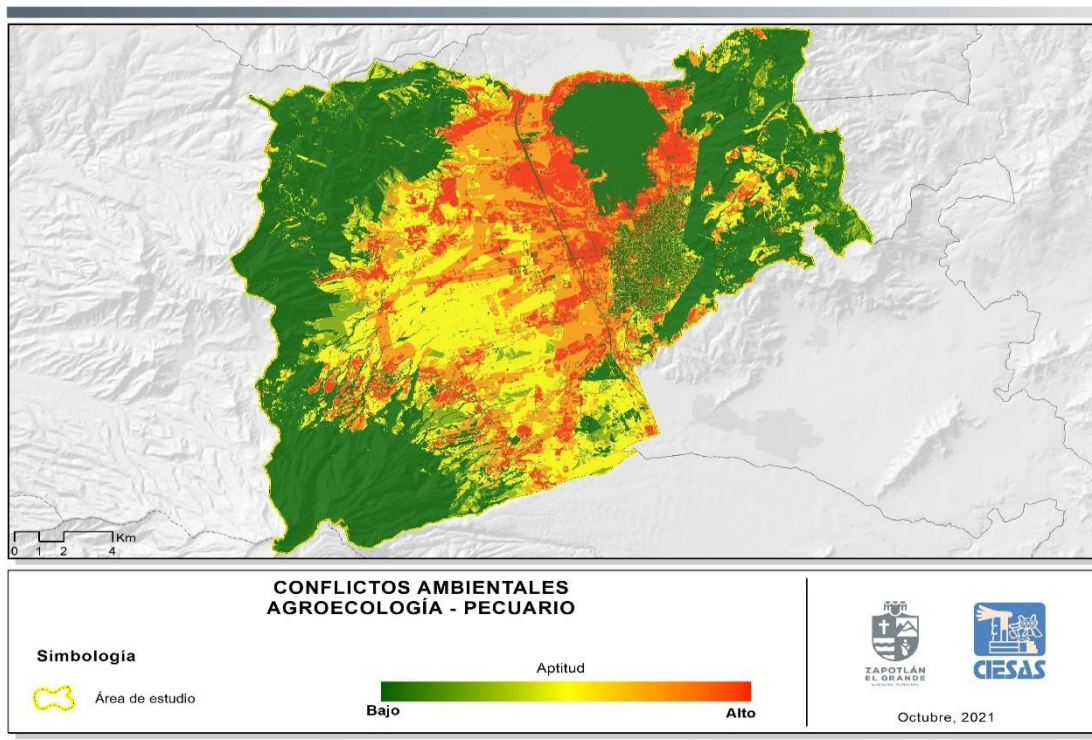 Km
0 1 2 4
CONFLICTOS AMBIENTALES
AGROECOLOGÍA - PECUARIO
Simbología
Área de estudio
Aptitud
Bajo
Alto
ZAPOTLÁN
EL GRANDE
CIESAS
Octubre, 2021